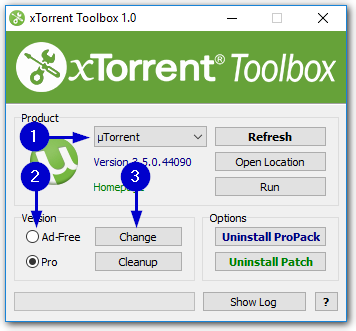 xTorrent Toolbox 1.0
xTorrent® Toolbox
Product
1
µTorrent
Refresh
Version 3.5.0.44090
Open Location
2
3
Homepage
Run
Version
Options
Ad-Free
Change
Uninstall ProPack
Pro
Cleanup
Uninstall Patch
Show Log
?